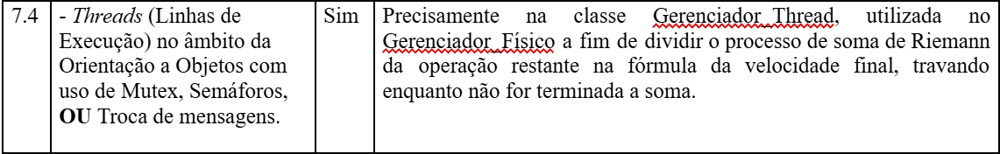 7.4
- Threads (Linhas de
Execução) no âmbito da
Orientação a Objetos com
uso de Mutex, Semáforos,
OU Troca de mensagens.
Sim
Precisamente na classe Gerenciador_Thread, utilizada no
Gerenciador_Físico a fim de dividir o processo de soma de Riemann
da operação restante na fórmula da velocidade final, travando
enquanto não for terminada a soma.